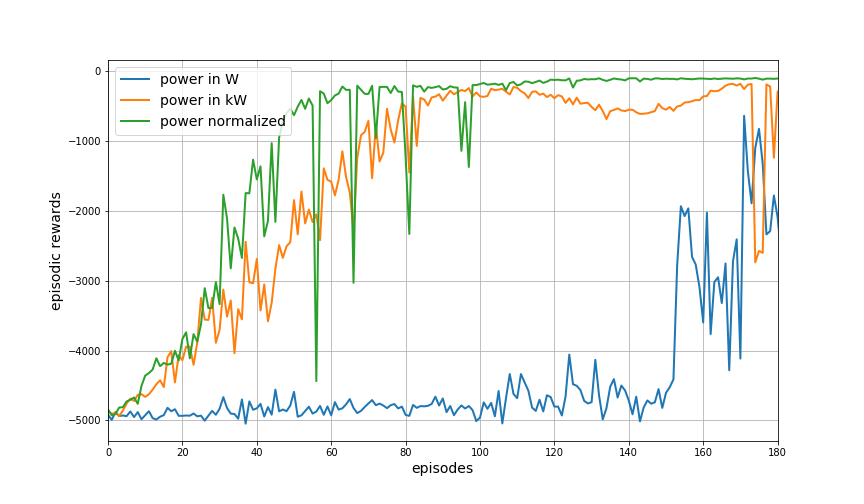 power in W
power in kW
power normalized
0
−1000
−2000
−3000
−4000
−5000
episodic rewards
0 20 40 60 80 100 120 140 160 180
episodes